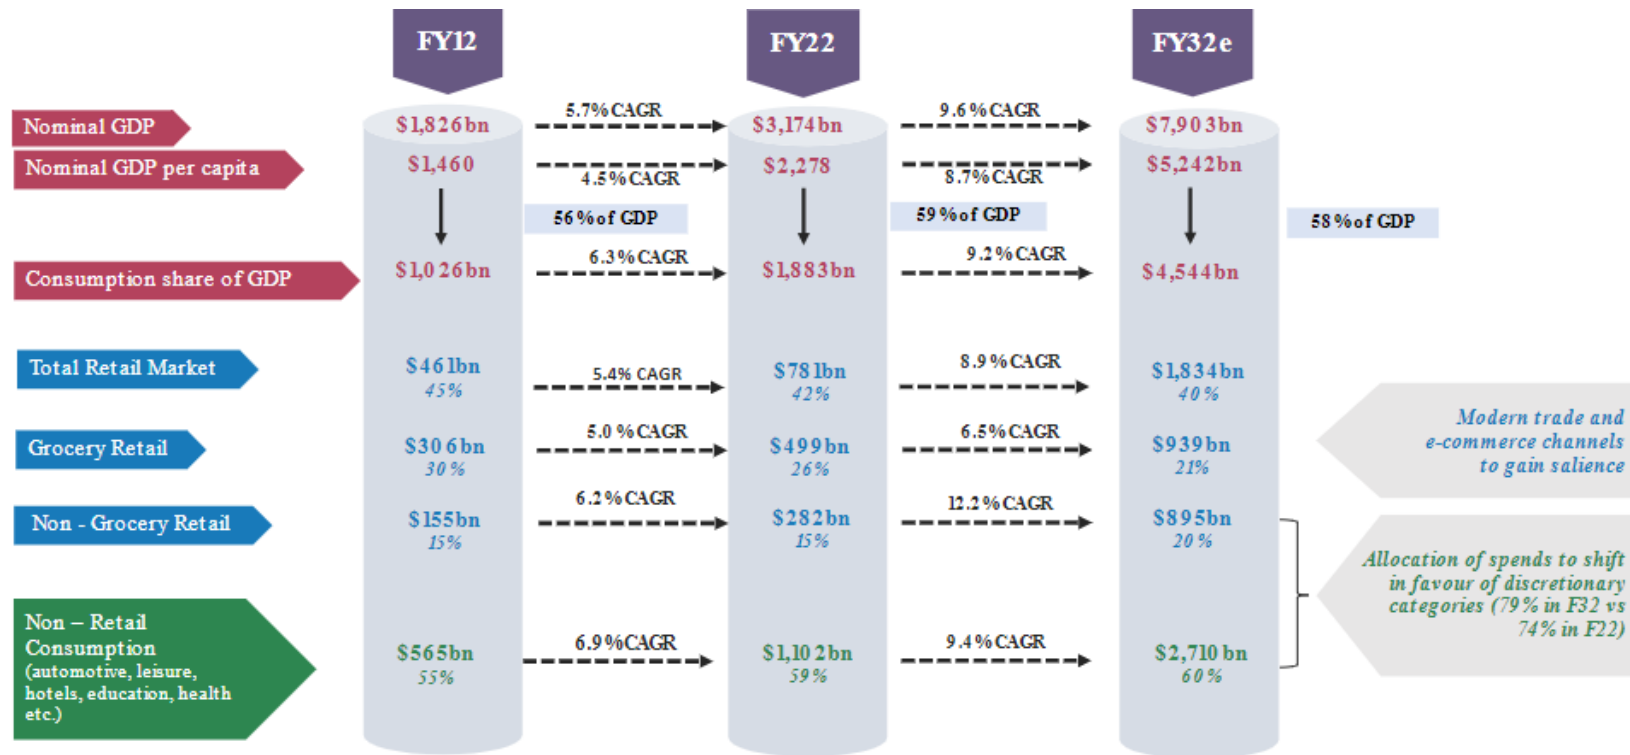 FY12
FY22
FY32e
Nominal GDP
$1,826bn
5.7% CAGR
$3,174bn
9.6% CAGR
$7,903bn
Nominal GDP per capita
$1,460
4.5% CAGR
$2,278
8.7% CAGR
$5,242bn
56% of GDP
59% of GDP
58% of GDP
Consumption share of GDP
$1,026bn
6.3% CAGR
$1,883bn
9.2% CAGR
$4,544bn
Total Retail Market
$461bn
45%
5.4% CAGR
$781bn
42%
8.9% CAGR
$1,834bn
40%
Grocery Retail
$306bn
30%
5.0 % CAGR
$499bn
26%
6.5% CAGR
$939bn
21%
Modern trade and
e-commerce channels
to gain salience
Non - Grocery Retail
$155bn
15%
6.2% CAGR
$282bn
15%
12.2% CAGR
$895bn
20%
Allocation of spends to shift
in favour of discretionary
categories (79% in F32 vs
74% in F22)
Non – Retail
Consumption
(automotive, leisure,
hotels, education, health
etc.)
$565bn
55%
6.9% CAGR
$1,102bn
59%
9.4% CAGR
$2,710bn
60%